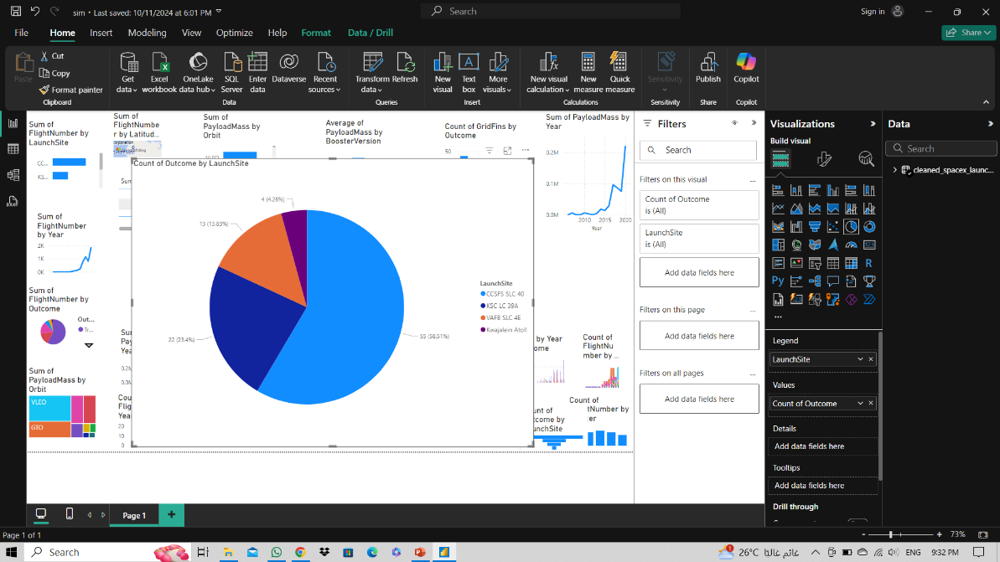 sim • Last saved: 10/11/2024 at 6:01 PM
Search
Sign in
File Home Insert Modeling View Optimize Help Format Data / Drill
Share
Paste
Cut
Copy
Format painter
Clipboard
Get data
Excel workbook
OneLake data hub
SQL Server
Enter data
Dataverse
Recent sources
Data
Transform data
Refresh
Queries
New visual
Text box
More visuals
Insert
New visual calculation
New measure
Quick measure
Calculations
Sensitivity
Sensitivity
Publish
Share
Copilot
Copilot
Sum of FlightNumber by LaunchSite
CC...
KS...
Sum of FlightNumbe r by Latitud...
Sum of PayloadMass by Orbit
VLEO
Average of PayloadMass by BoosterVersion
Count of GridFins by Outcome
50
Sum of PayloadMass by Year
0.2M
0.1M
0.0M
2010 2015 2020
Year
Sum of FlightNumber by Year
2K
1K
0K
Sum of FlightNumber by Outcome
Out...
Tr...
Sum of PayloadMass by Orbit
VLEO
GTO
Count of Outcome by LaunchSite
4 (4.26%)
13 (13.83%)
22 (23.4%)
55 (58.51%)
LaunchSite
CCSFS SLC 40
KSC LC 39A
VAFB SLC 4E
Kwajalein Atoll
0.2M
0.1M
0.0M
20
10
0
by Year
Count of FlightNu mber by ...
Count of
Filters
Search
Filters on this visual
Count of Outcome
is (All)
LaunchSite
is (All)
Add data fields here
Filters on this page
Add data fields here
Filters on all pages
Add data fields here
Visualizations
Build visual
Legend
LaunchSite
Values
Count of Outcome
Details
Add data fields here
Tooltips
Add data fields here
Drill through
Data
Search
cleaned_spacex_launc...
Page 1
Page 1 of 1
73%
Search
26°C غائم غالبًا
ENG
9:32 PM